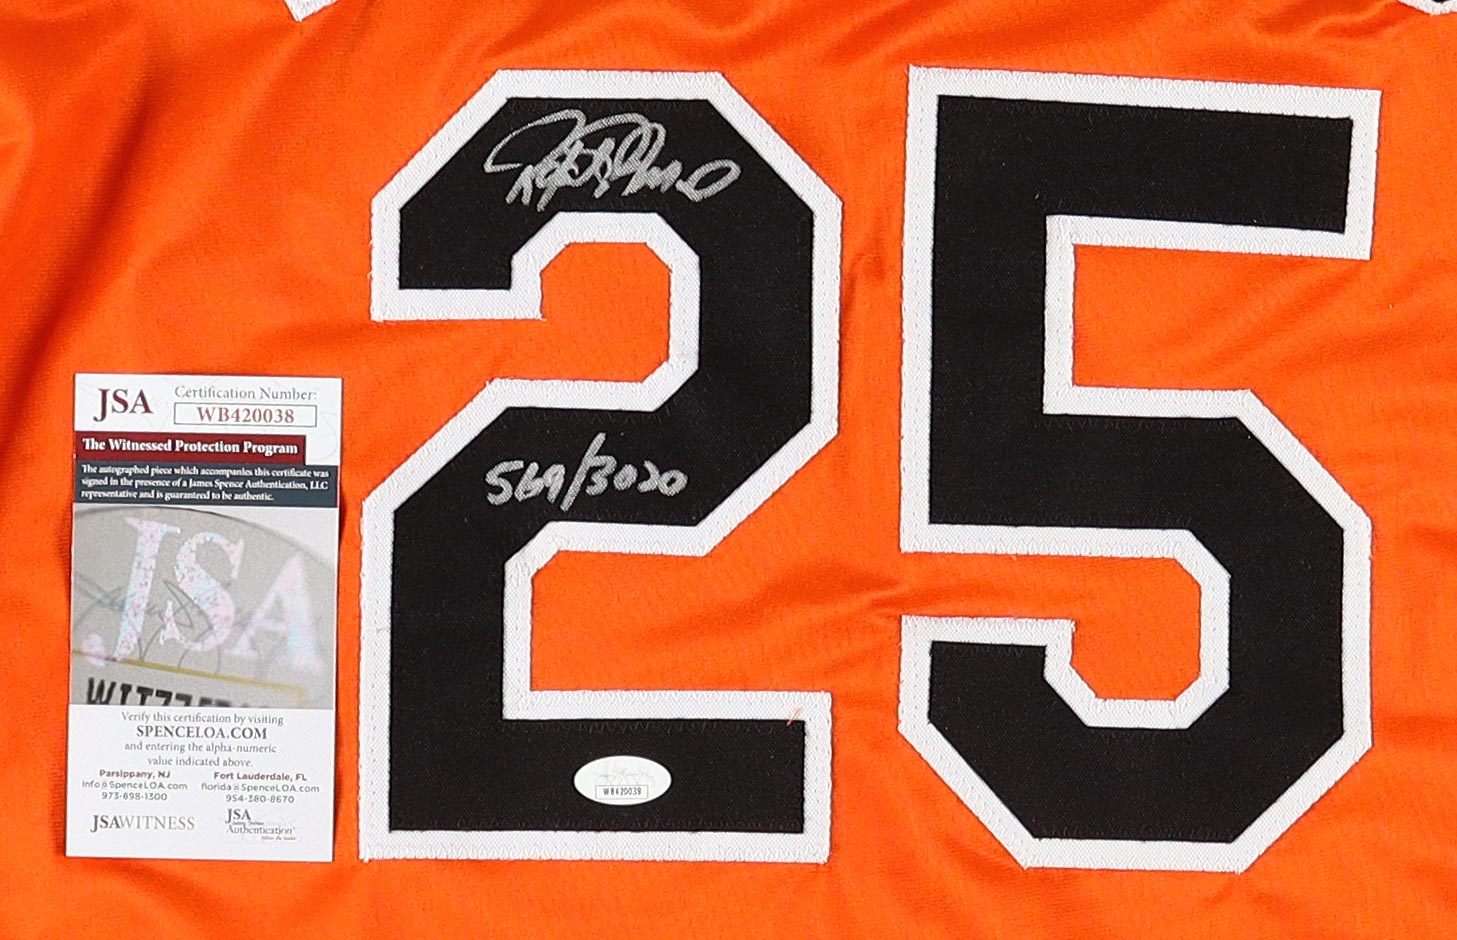 25
569/3020
JSA
Certification Number:
WB420038
The Witnessed Protection Program
The autographed piece which accompanies this certificate was
signed in the presence of a James Spence Authentication, LLC
representative and is guaranteed to be authentic.
JSA
Verify this certification by visiting
SPENCELOA.COM
and entering the alpha-numeric
value indicated above.
Parsippany, NJ
info@SpenceLOA.com
973-898-1300
Fort Lauderdale, FL
florida@SpenceLOA.com
954-380-8670
JSAWITNESS
JSA
Authentication
WB420038